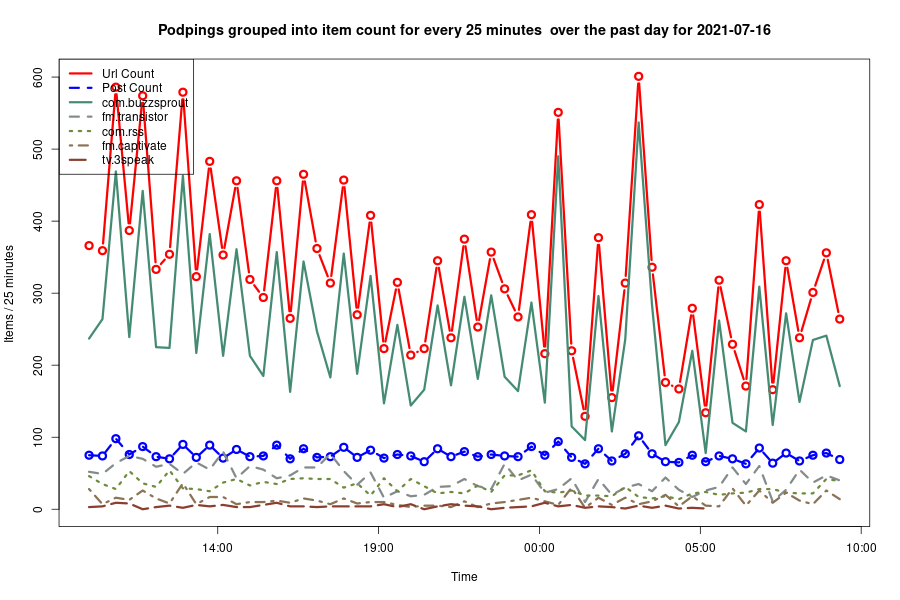 Podpings grouped into item count for every 25 minutes  over the past day for 2021-07-16
Url Count
Post Count
com.buzzsprout
fm.transistor
com.rss
fm.captivate
tv.3speak
600
500
400
300
200
100
0
Items / 25 minutes
14:00
19:00
00:00
05:00
10:00
Time